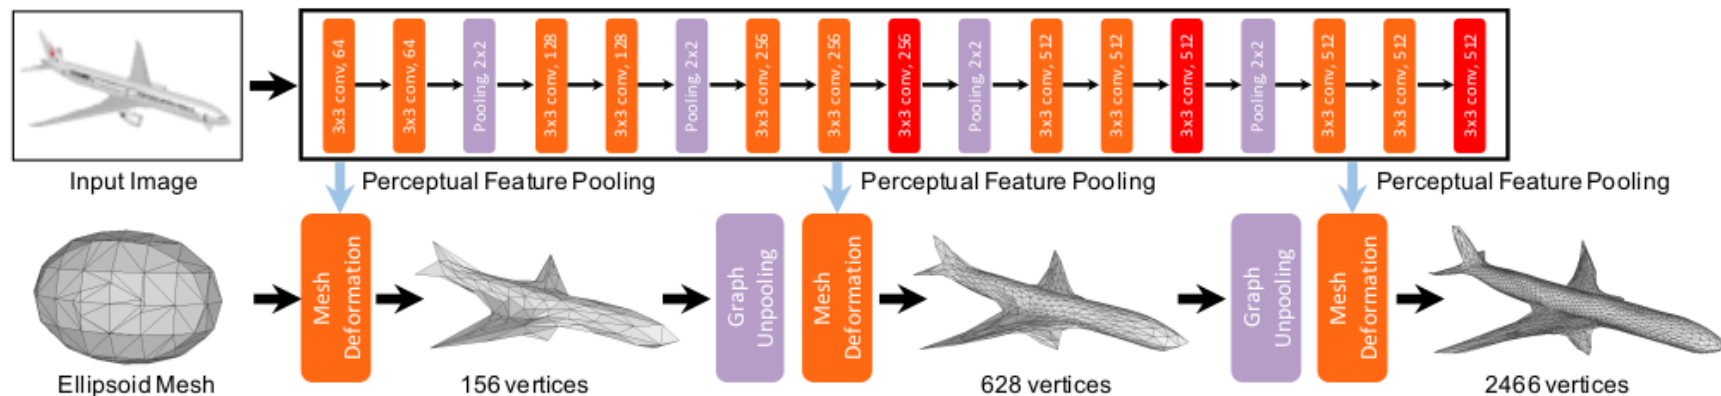 3x3 conv, 64
3x3 conv, 64
Pooling, 2x2
3x3 conv, 128
3x3 conv, 128
Pooling, 2x2
3x3 conv, 256
3x3 conv, 256
3x3 conv, 256
Pooling, 2x2
3x3 conv, 512
3x3 conv, 512
3x3 conv, 512
Pooling, 2x2
3x3 conv, 512
3x3 conv, 512
3x3 conv, 512
Input Image
Perceptual Feature Pooling
Perceptual Feature Pooling
Perceptual Feature Pooling
Mesh
Deformation
Graph
Unpooling
Mesh
Deformation
Graph
Unpooling
Mesh
Deformation
Ellipsoid Mesh
156 vertices
628 vertices
2466 vertices